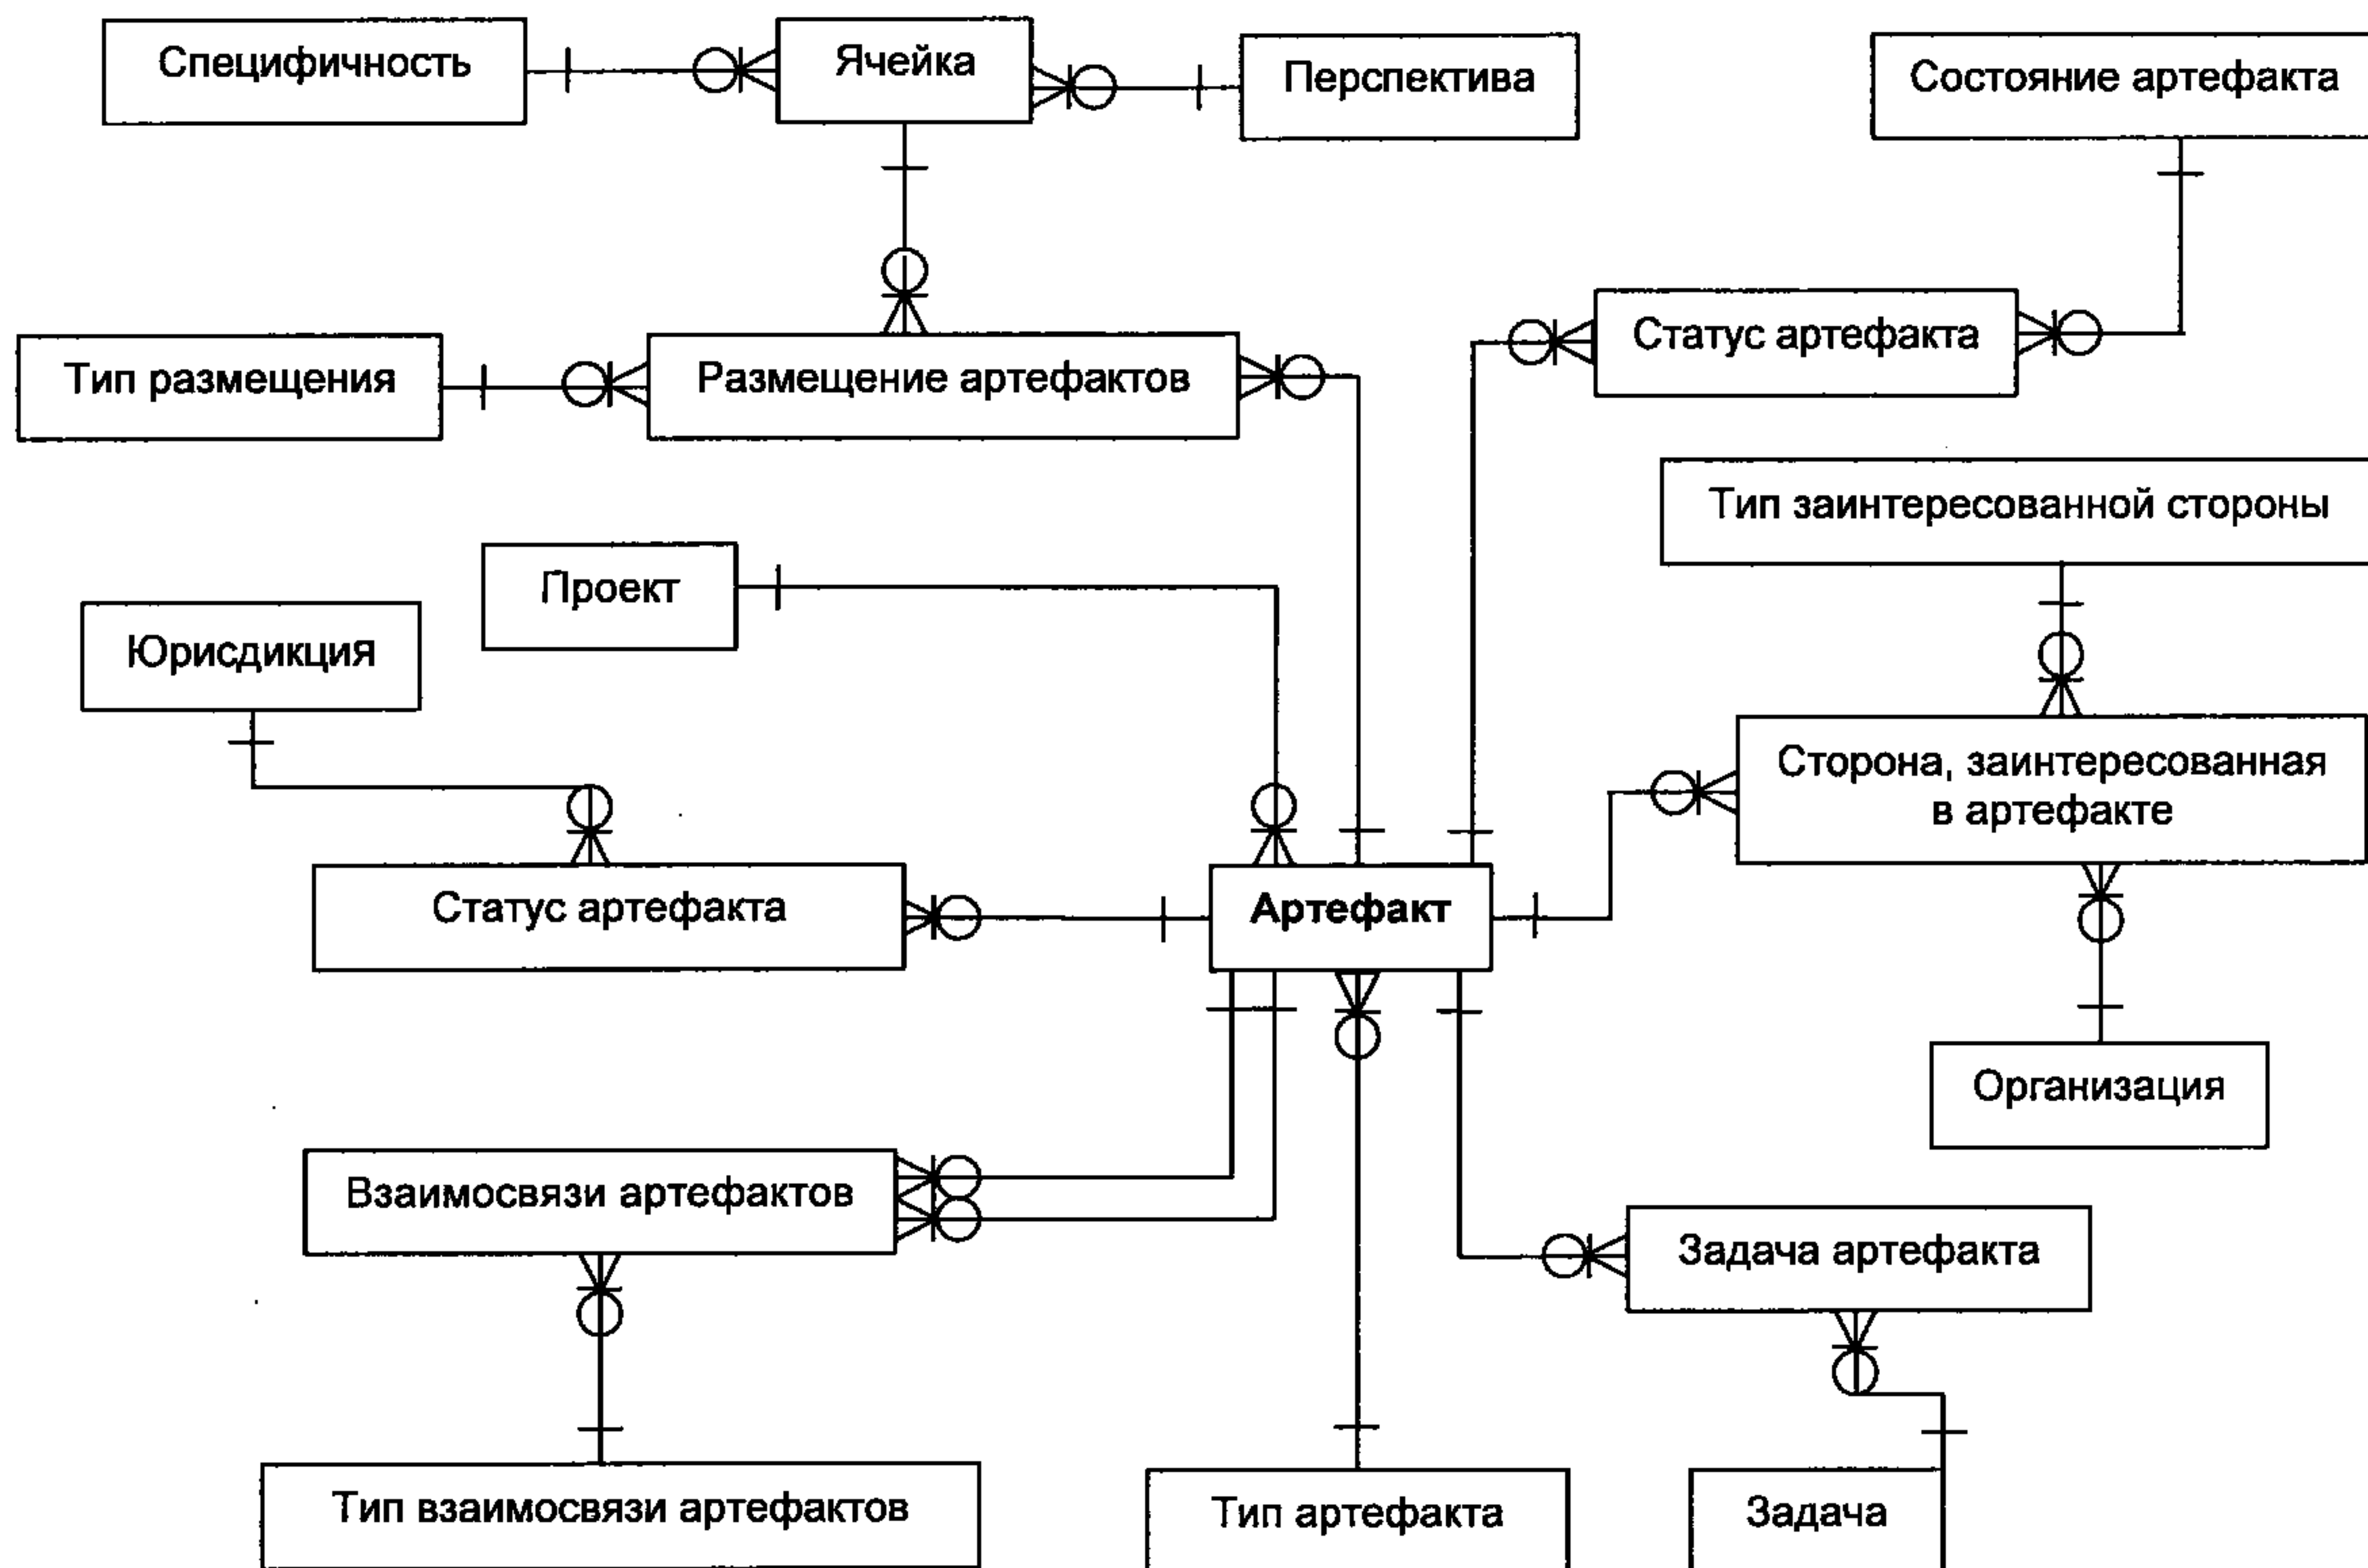 Специфичность
Ячейка
Перспектива
Состояние артефакта
Тип размещения
Размещение артефактов
Статус артефакта
Тип заинтересованной стороны
Проект
Юрисдикция
Сторона, заинтересованная
в артефакте
Статус артефакта
Артефакт
Организация
Взаимосвязи артефактов
Задача артефакта
Тип взаимосвязи артефактов
Тип артефакта
Задача